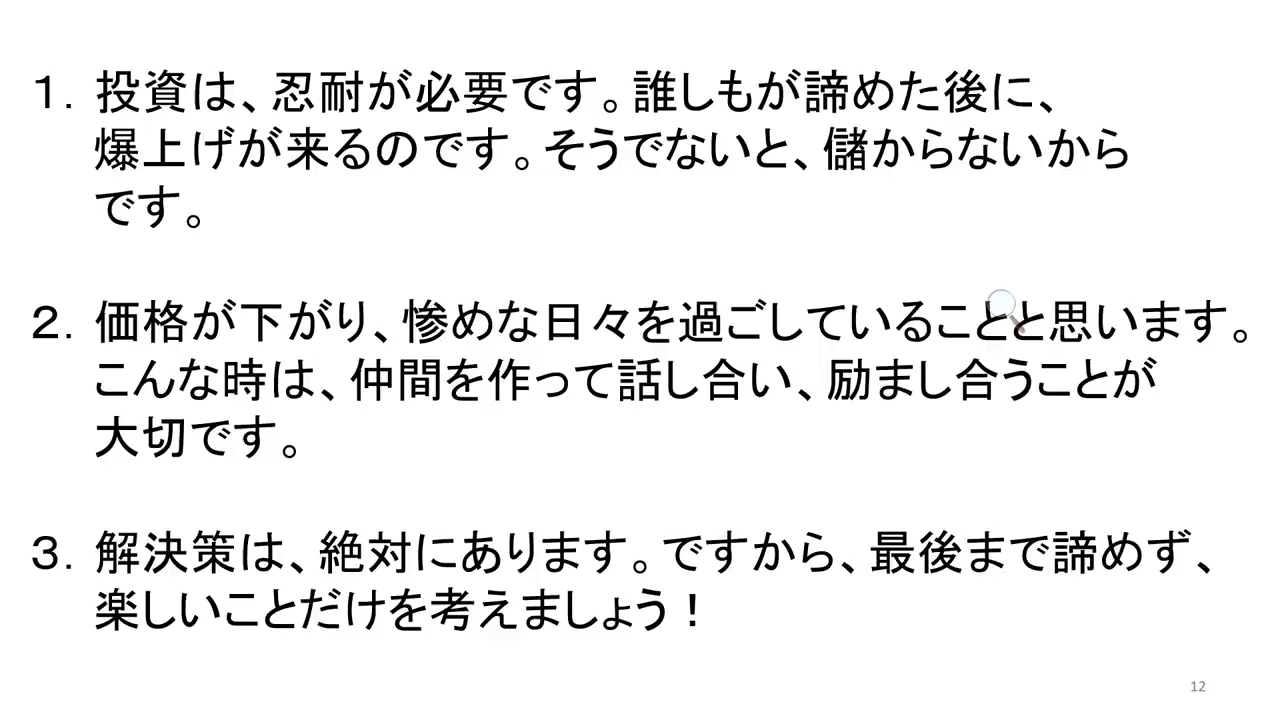 １．投資は、忍耐が必要です。誰しもが諦めた後に、
爆上げが来るのです。そうでないと、儲からないから
です。
２．価格が下がり、惨めな日々を過ごしていることと思います。
こんな時は、仲間を作って話し合い、励まし合うことが
大切です。
３．解決策は、絶対にあります。ですから、最後まで諦めず、
楽しいことだけを考えましょう！
12